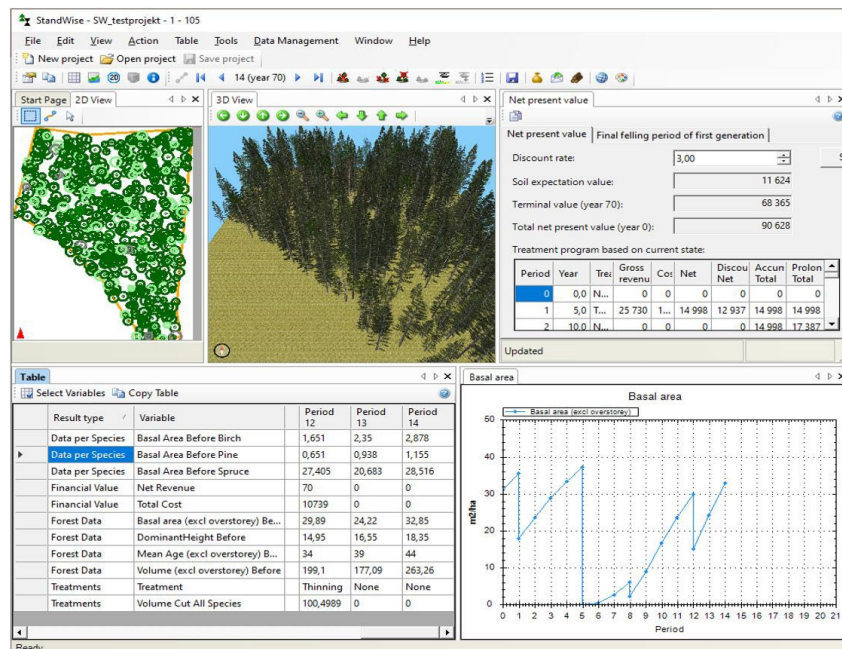 StandWise - SW_testprojekt - 1 - 105
File Edit View Action Table Tools Data Management Window Help
New project Open project Save project
14 (year 70)
Start Page 2D View
3D View
Net present value
Net present value Final felling period of first generation
Discount rate: 3,00
Soil expectation value: 11 624
Terminal value (year 70): 68 365
Total net present value (year 0): 90 628
Treatment program based on current state:
Period Year Trea Gross revenu Cos Net Discou Net Accun Total Prolon Total
0 0,0 N... 0 0 0 0 0 0
1 5,0 T... 25 730 1... 14 998 12 937 14 998 14 998
2 10,0 N... 0 0 0 0 14 998 17 387
Updated
Table
Select Variables Copy Table
Result type Variable Period 12 Period 13 Period 14
Data per Species Basal Area Before Birch 1,651 2,35 2,878
Data per Species Basal Area Before Pine 0,651 0,938 1,155
Data per Species Basal Area Before Spruce 27,405 20,683 28,516
Financial Value Net Revenue 70 0 0
Financial Value Total Cost 10739 0 0
Forest Data Basal area (excl overstorey) Be... 29,89 24,22 32,85
Forest Data DominantHeight Before 14,95 16,55 18,35
Forest Data Mean Age (excl overstorey) B... 34 39 44
Forest Data Volume (excl overstorey) Before 199,1 177,09 263,26
Treatments Treatment Thinning None None
Treatments Volume Cut All Species 100,4989 0 0
Basal area
Basal area
Basal area (excl overstorey)
50
40
30
20
10
0
m2/ha
0 1 2 3 4 5 6 7 8 9 10 11 12 13 14 15 16 17 18 19 20 21
Period
Ready